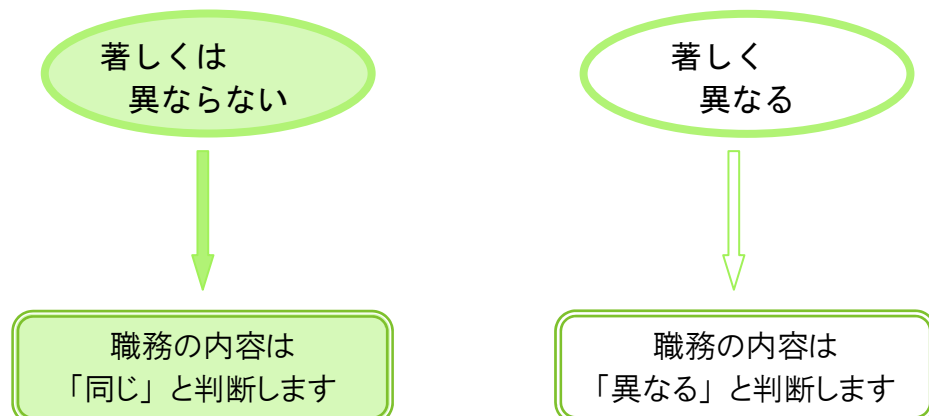 著しくは
異ならない
著しく
異なる
職務の内容は
「同じ」と判断します
職務の内容は
「異なる」と判断します